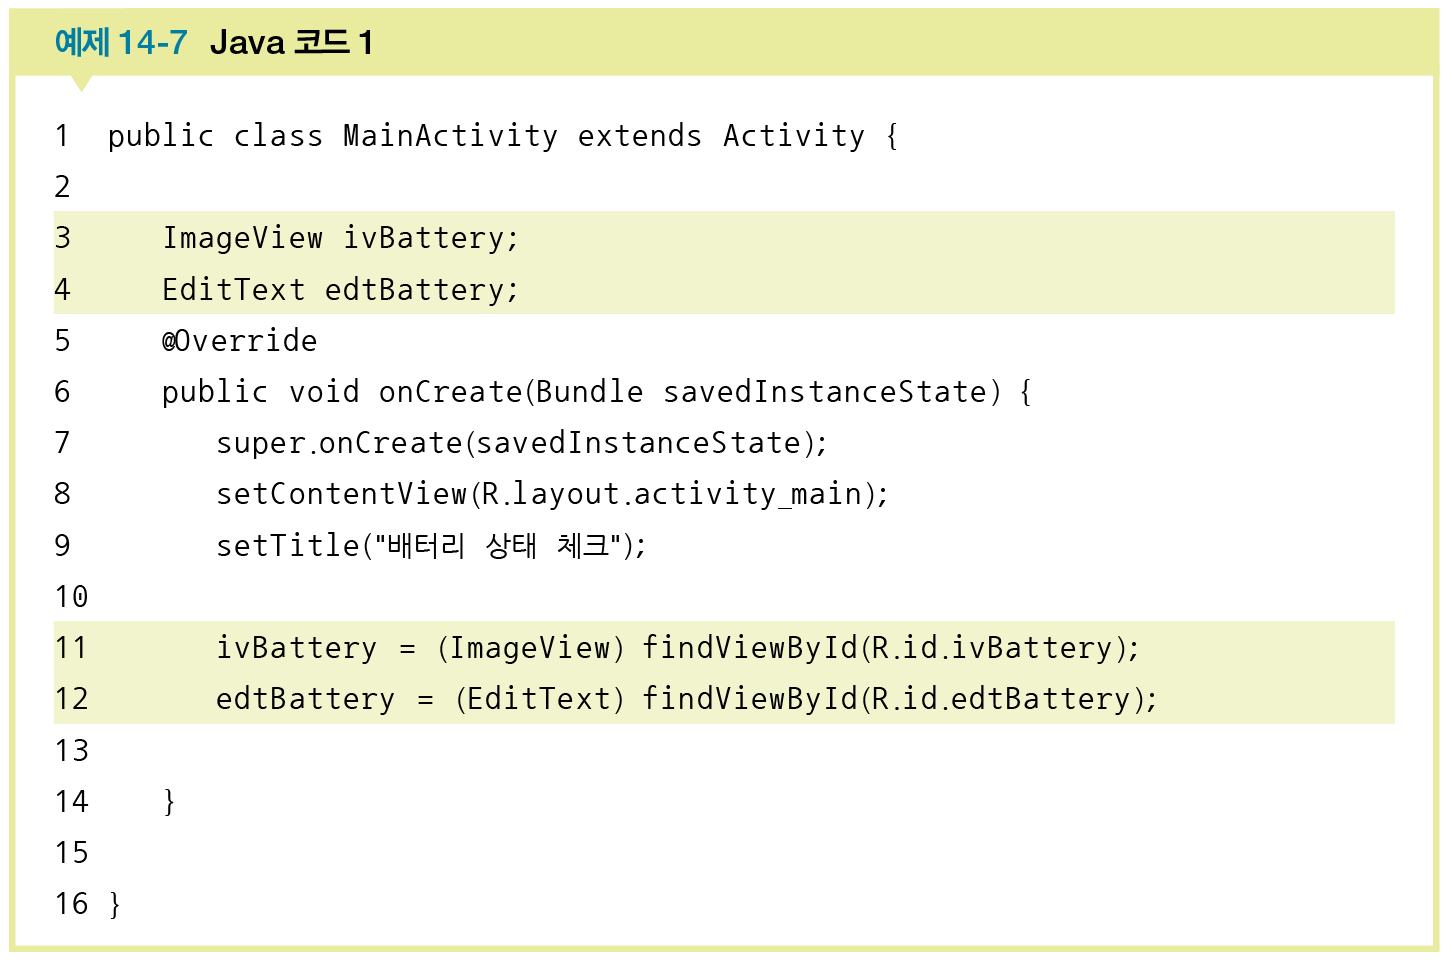 예제 14-7 Java 코드 1
1 public class MainActivity extends Activity {
2
3 ImageView ivBattery;
4 EditText edtBattery;
5 @Override
6 public void onCreate(Bundle savedInstanceState) {
7 super.onCreate(savedInstanceState);
8 setContentView(R.layout.activity_main);
9 setTitle("배터리 상태 체크");
10
11 ivBattery = (ImageView) findViewById(R.id.ivBattery);
12 edtBattery = (EditText) findViewById(R.id.edtBattery);
13
14 }
15
16 }